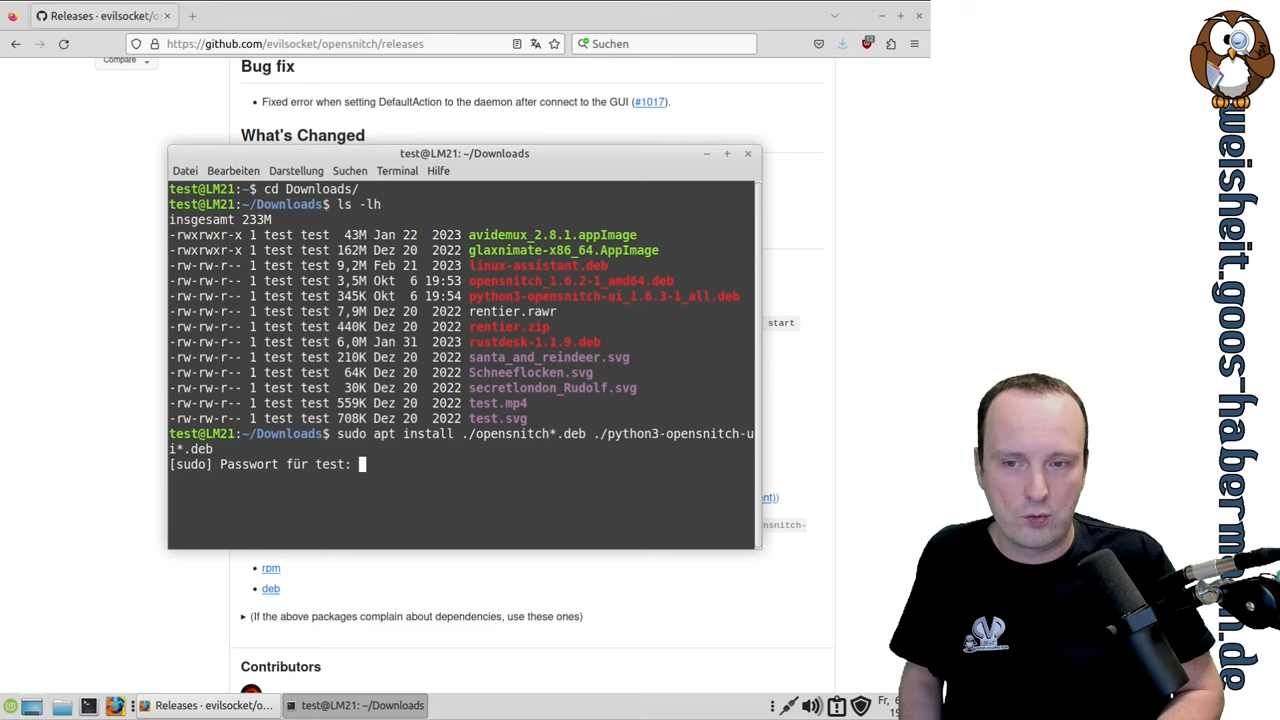 Releases · evilsocket/o
https://github.com/evilsocket/opensnitch/releases
Suchen
Compare
Bug fix
Fixed error when setting DefaultAction to the daemon after connect to the GUI (#1017).
What's Changed
test@LM21: ~/Downloads
Datei Bearbeiten Darstellung Suchen Terminal Hilfe
test@LM21:~$ cd Downloads/
test@LM21:~/Downloads$ ls -lh
insgesamt 233M
-rwxrwxr-x 1 test test 43M Jan 22 2023 avidemux_2.8.1.appImage
-rwxrwxr-x 1 test test 162M Dez 20 2022 glaxnimate-x86_64.AppImage
-rw-rw-r-- 1 test test 9,2M Feb 21 2023 linux-assistant.deb
-rw-rw-r-- 1 test test 3,5M Okt 6 19:53 opensnitch_1.6.2-1_amd64.deb
-rw-rw-r-- 1 test test 345K Okt 6 19:54 python3-opensnitch-ui_1.6.3-1_all.deb
-rw-rw-r-- 1 test test 7,9M Dez 20 2022 rentier.rawr
-rw-rw-r-- 1 test test 440K Dez 20 2022 rentier.zip
-rw-rw-r-- 1 test test 6,0M Jan 31 2023 rustdesk-1.1.9.deb
-rw-rw-r-- 1 test test 210K Dez 20 2022 santa_and_reindeer.svg
-rw-rw-r-- 1 test test 64K Dez 20 2022 Schneeflocken.svg
-rw-rw-r-- 1 test test 30K Dez 20 2022 secretlondon_Rudolf.svg
-rw-rw-r-- 1 test test 559K Dez 20 2022 test.mp4
-rw-rw-r-- 1 test test 708K Dez 20 2022 test.svg
test@LM21:~/Downloads$ sudo apt install ./opensnitch*.deb ./python3-opensnitch-u
i*.deb
[sudo] Passwort für test:
start
ent))
nsnitch-
rpm
deb
(If the above packages complain about dependencies, use these ones)
Contributors
Releases - evilsocket/o...
test@LM21: ~/Downloads
Fr, 6
weisheit.goos-habermann.de